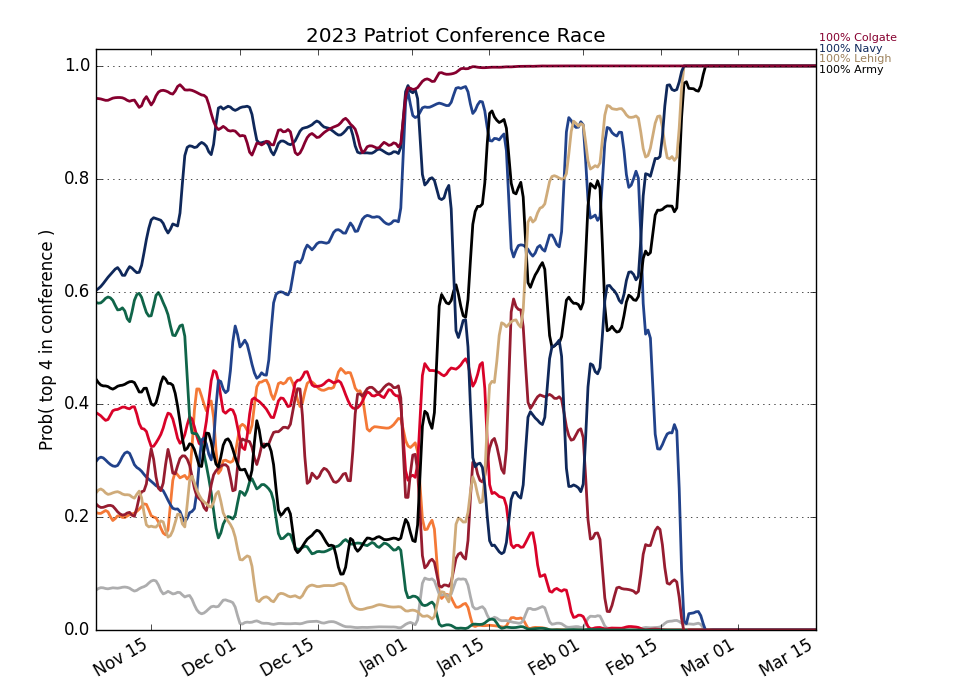 2023 Patriot Conference Race
100% Colgate
100% Navy
100% Lehigh
100% Army
Prob( top 4 in conference )
1.0
0.8
0.6
0.4
0.2
0.0
Nov 15
Dec 01
Dec 15
Jan 01
Jan 15
Feb 01
Feb 15
Mar 01
Mar 15